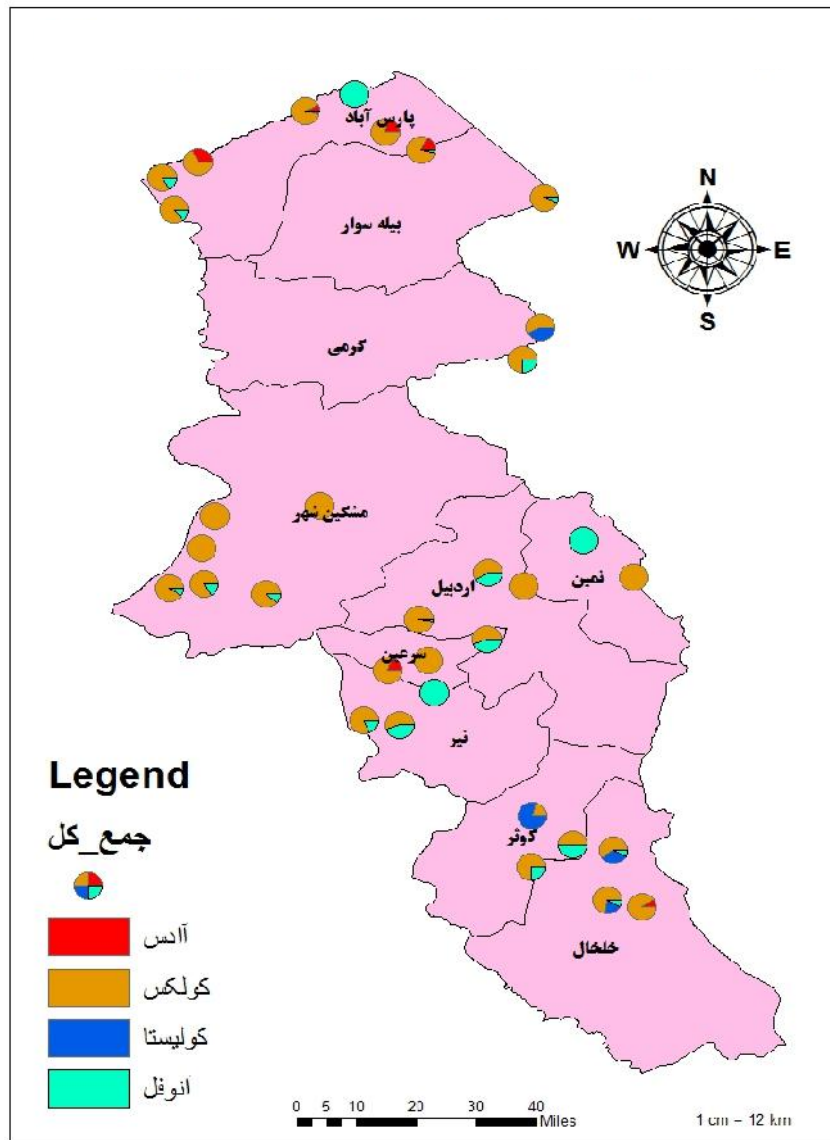 پارس آباد
بیله سوار
N
W
E
S
گرمی
مشکین شهر
نمین
اردبیل
سرعین
نیر
Legend
کوثر
جمع_کل
آادس
کولکس
خلخال
کولیستا
انوفل
0 5 10 20 30 40
Miles
1 cm = 12 km